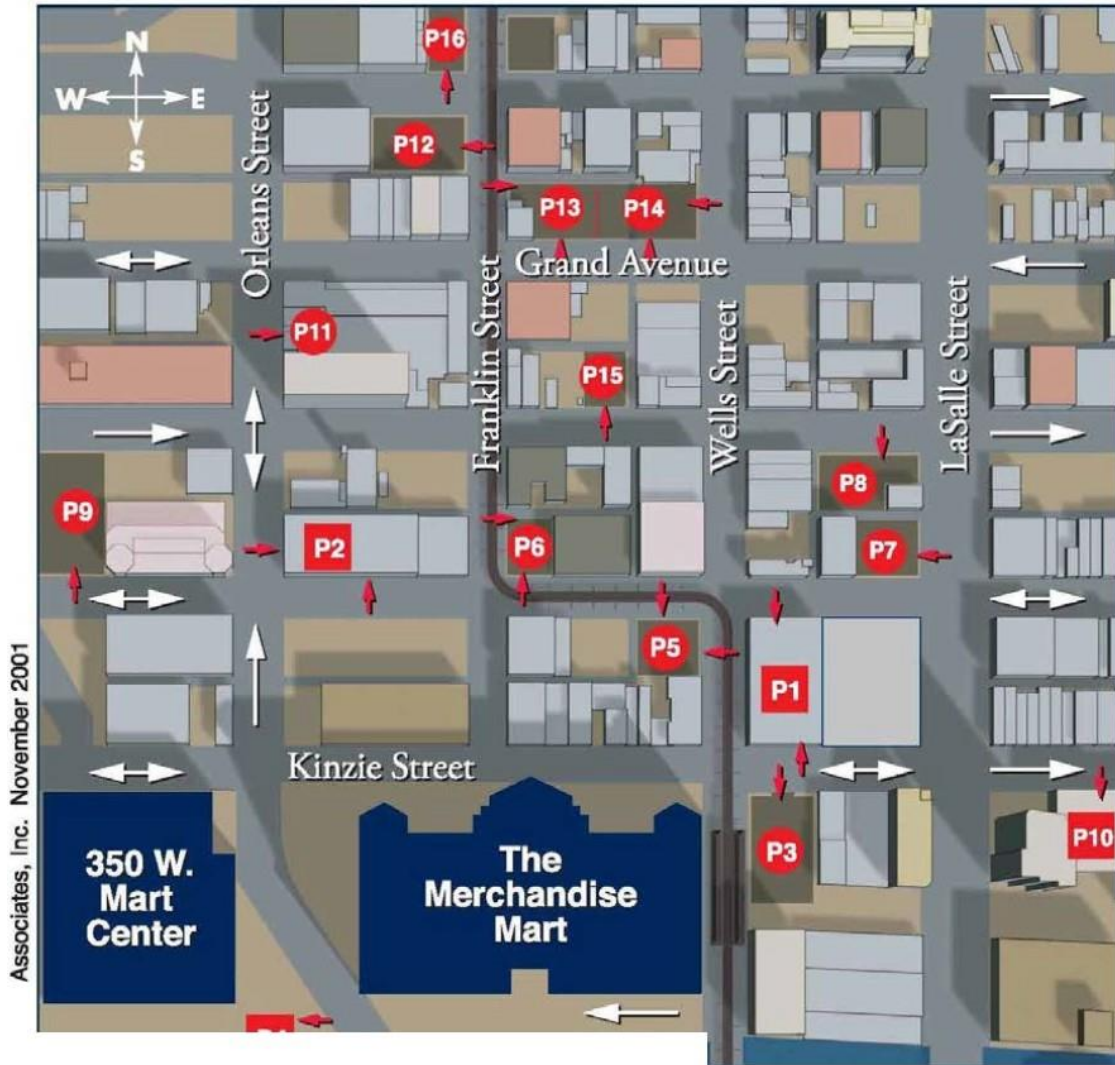 P16
N
W E
S
P12
Orleans Street
P13
P14
Grand Avenue
Franklin Street
P11
P15
Wells Street
LaSalle Street
P8
P9
P2
P6
P7
P5
P1
Kinzie Street
350 W.
Mart
Center
The
Merchandise
Mart
P3
P10
Associates, Inc. November 2001